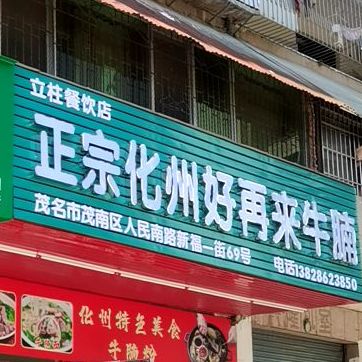 立柱餐饮店
正宗化州好再来牛腩
茂名市茂南区人民南路新福一街69号
电话13828623850
化州特色美食
牛腩粉